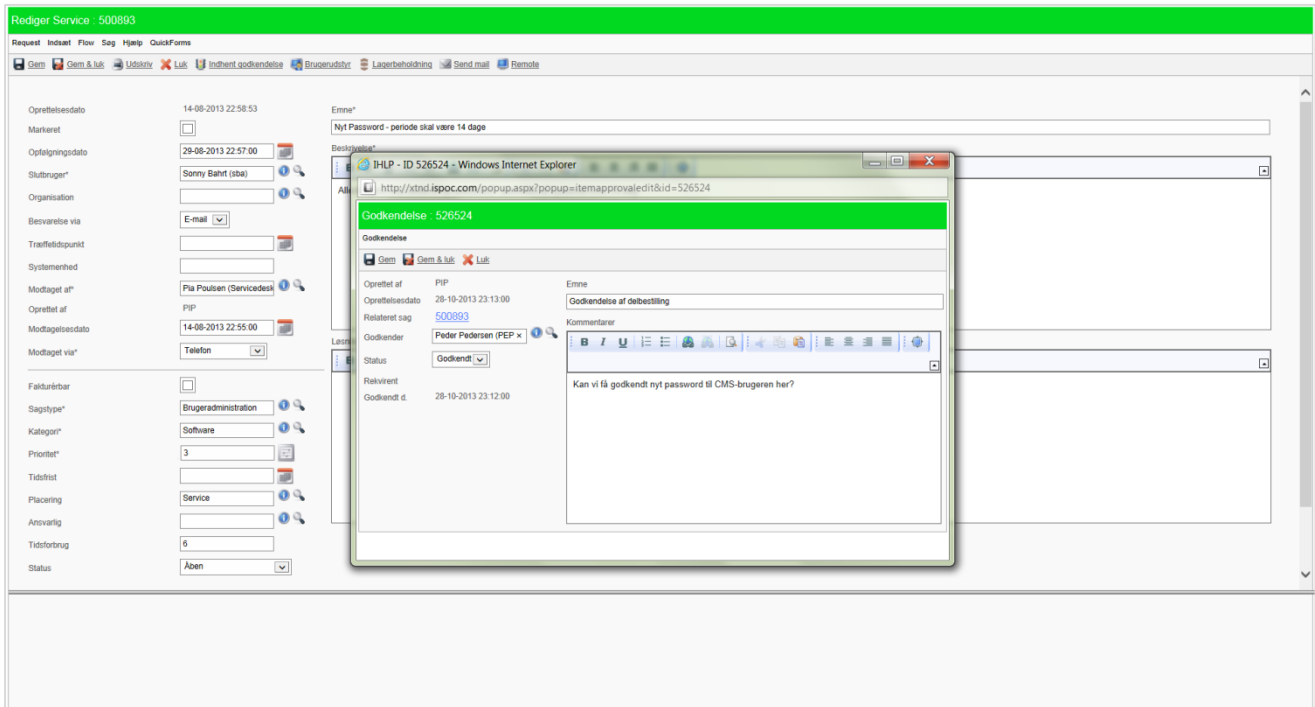 Rediger Service : 500893
Request Indsæt Flow Søg Hjælp QuickForms
Gem Gem & luk Udskriv Luk Indhent godkendelse Brugerudstyr Lagerbeholdning Send mail Remote
Oprettelsesdato 14-08-2013 22:58:53
Markeret
Opfølgningsdato 29-08-2013 22:57:00
Slutbruger* Sonny Bahrt (sba)
Organisation
Besvarelse via E-mail
Træffetidspunkt
Systemenhed
Modtaget af* Pia Poulsen (Servicedesk
Oprettet af PIP
Modtagelsesdato 14-08-2013 22:55:00
Modtaget via* Telefon
Fakturérbar
Sagstype* Brugeradministration
Kategori* Software
Prioritet* 3
Tidsfrist
Placering Service
Ansvarlig
Tidsforbrug 6
Status Åben
Emne*
Nyt Password - periode skal være 14 dage
Beskrivelse*
IHLP - ID 526524 - Windows Internet Explorer
http://xtnd.ispoc.com/popup.aspx?popup=itemapprovaledit&id=526524
Godkendelse : 526524
Godkendelse
Gem Gem & luk Luk
Oprettet af PIP
Oprettelsesdato 28-10-2013 23:13:00
Relateret sag 500893
Godkender Peder Pedersen (PEP ×
Status Godkendt
Rekvirent
Godkendt d. 28-10-2013 23:12:00
Emne
Godkendelse af delbestilling
Kommentarer
B I U
Kan vi få godkendt nyt password til CMS-brugeren her?